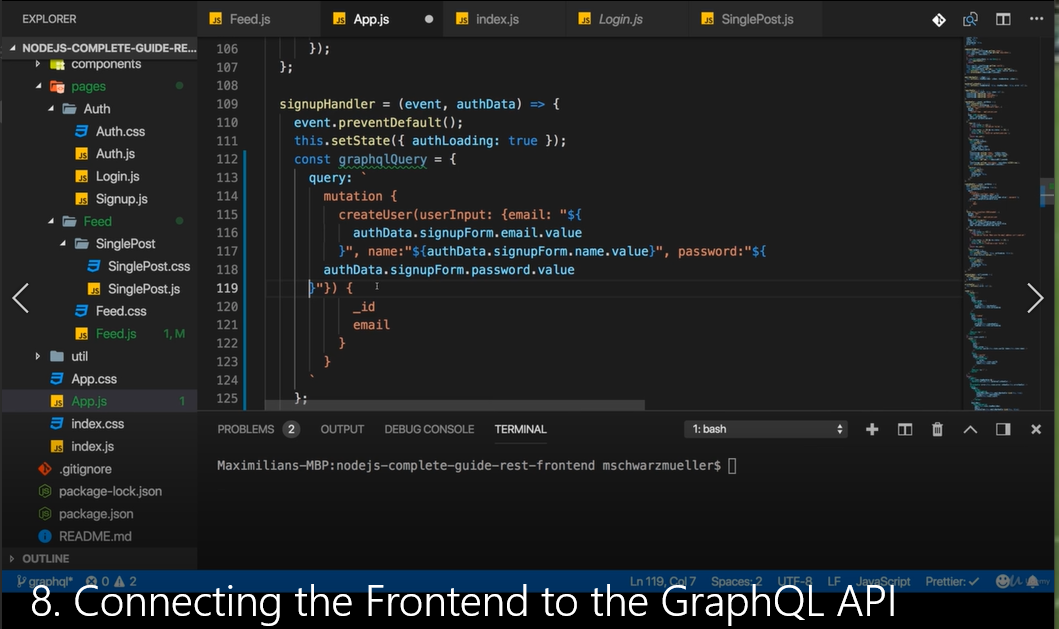 EXPLORER
Feed.js
App.js
index.js
Login.js
SinglePost.js
NODEJS-COMPLETE-GUIDE-RE...
components
pages
Auth
Auth.css
Auth.js
Login.js
Signup.js
Feed
SinglePost
SinglePost.css
SinglePost.js
Feed.css
Feed.js 1, M
util
App.css
App.js 1
index.css
index.js
.gitignore
package-lock.json
package.json
README.md
OUTLINE
106 });
107 };
108
109 signupHandler = (event, authData) => {
110 event.preventDefault();
111 this.setState({ authLoading: true });
112 const graphqlQuery = {
113 query: `
114 mutation {
115 createUser(userInput: {email: "${
116 authData.signupForm.email.value
117 }", name:"${authData.signupForm.name.value}", password:"${
118 authData.signupForm.password.value
119 }"}) {
120 _id
121 email
122 }
123 }
124 `
125 };
PROBLEMS 2 OUTPUT DEBUG CONSOLE TERMINAL 1: bash
Maximilians-MBP:nodejs-complete-guide-rest-frontend mschwarzmueller$
graphql* 0 2 Ln 119, Col 7 Spaces: 2 UTF-8 LF JavaScript Prettier: ✓
8. Connecting the Frontend to the GraphQL API